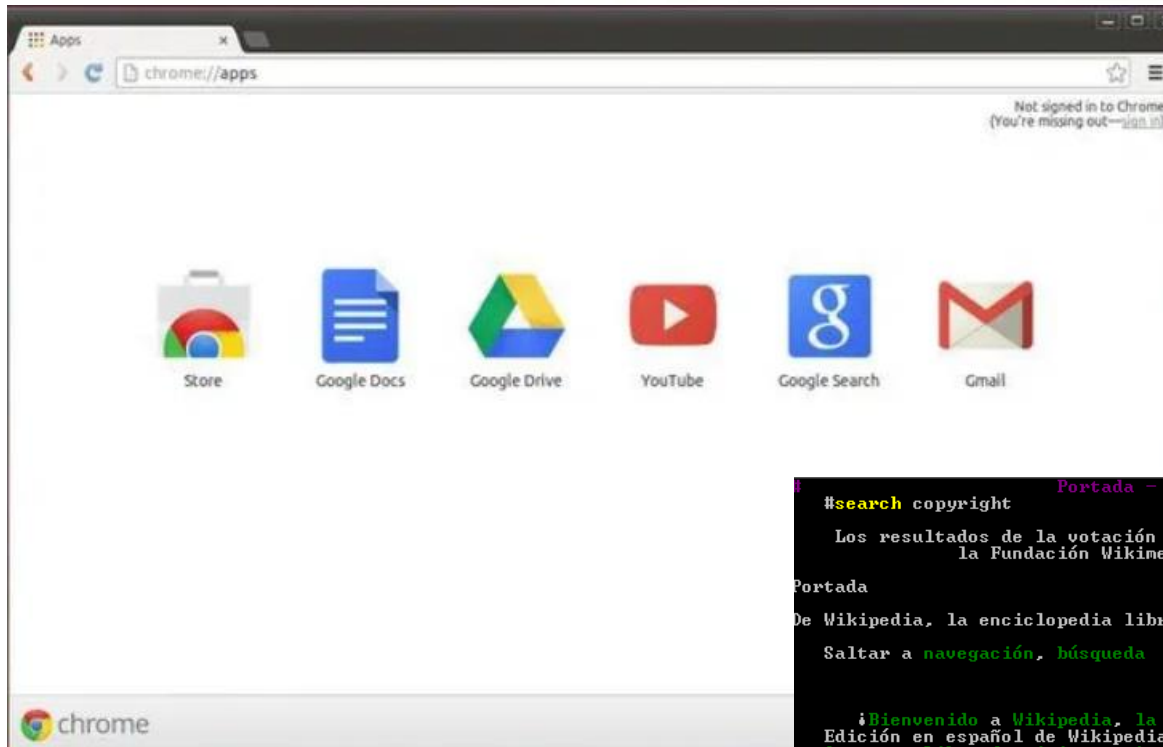 Apps
chrome://apps
Not signed in to Chrome
(You're missing out—sign in)
Store Google Docs Google Drive YouTube Google Search Gmail
chrome
Portada -
#search copyright
Los resultados de la votación
la Fundación Wikime
Portada
De Wikipedia, la enciclopedia libr
Saltar a navegación, búsqueda
¡Bienvenido a Wikipedia, la
Edición en español de Wikipedia